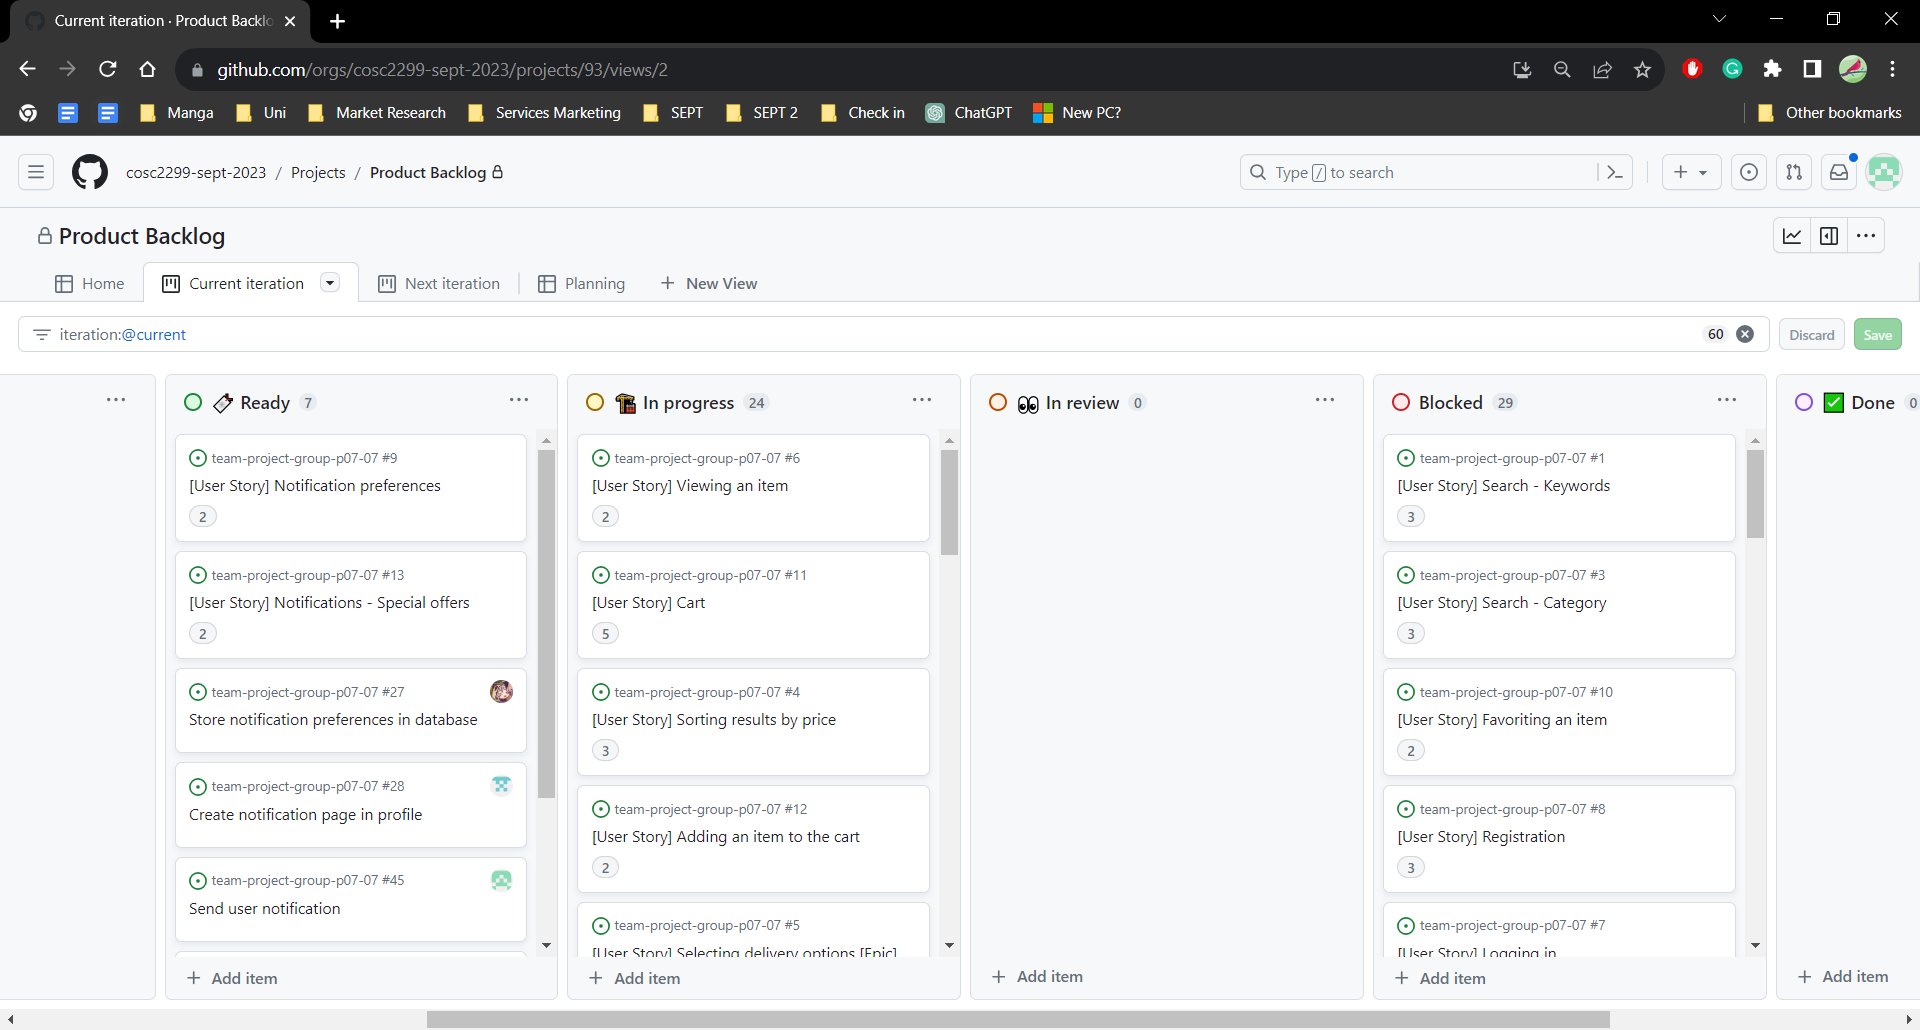 Current iteration · Product Backlo
github.com/orgs/cosc2299-sept-2023/projects/93/views/2
Manga
Uni
Market Research
Services Marketing
SEPT
SEPT 2
Check in
ChatGPT
New PC?
Other bookmarks
cosc2299-sept-2023 / Projects / Product Backlog
Type / to search
Product Backlog
Home
Current iteration
Next iteration
Planning
New View
iteration:@current
60
Discard
Save
Ready 7
team-project-group-p07-07 #9
[User Story] Notification preferences
2
team-project-group-p07-07 #13
[User Story] Notifications - Special offers
2
team-project-group-p07-07 #27
Store notification preferences in database
team-project-group-p07-07 #28
Create notification page in profile
team-project-group-p07-07 #45
Send user notification
+ Add item
In progress 24
team-project-group-p07-07 #6
[User Story] Viewing an item
2
team-project-group-p07-07 #11
[User Story] Cart
5
team-project-group-p07-07 #4
[User Story] Sorting results by price
3
team-project-group-p07-07 #12
[User Story] Adding an item to the cart
2
team-project-group-p07-07 #5
[User Story] Selecting delivery options [Epic]
+ Add item
In review 0
+ Add item
Blocked 29
team-project-group-p07-07 #1
[User Story] Search - Keywords
3
team-project-group-p07-07 #3
[User Story] Search - Category
3
team-project-group-p07-07 #10
[User Story] Favoriting an item
2
team-project-group-p07-07 #8
[User Story] Registration
3
team-project-group-p07-07 #7
[User Story] Logging in
+ Add item
Done 0
+ Add item